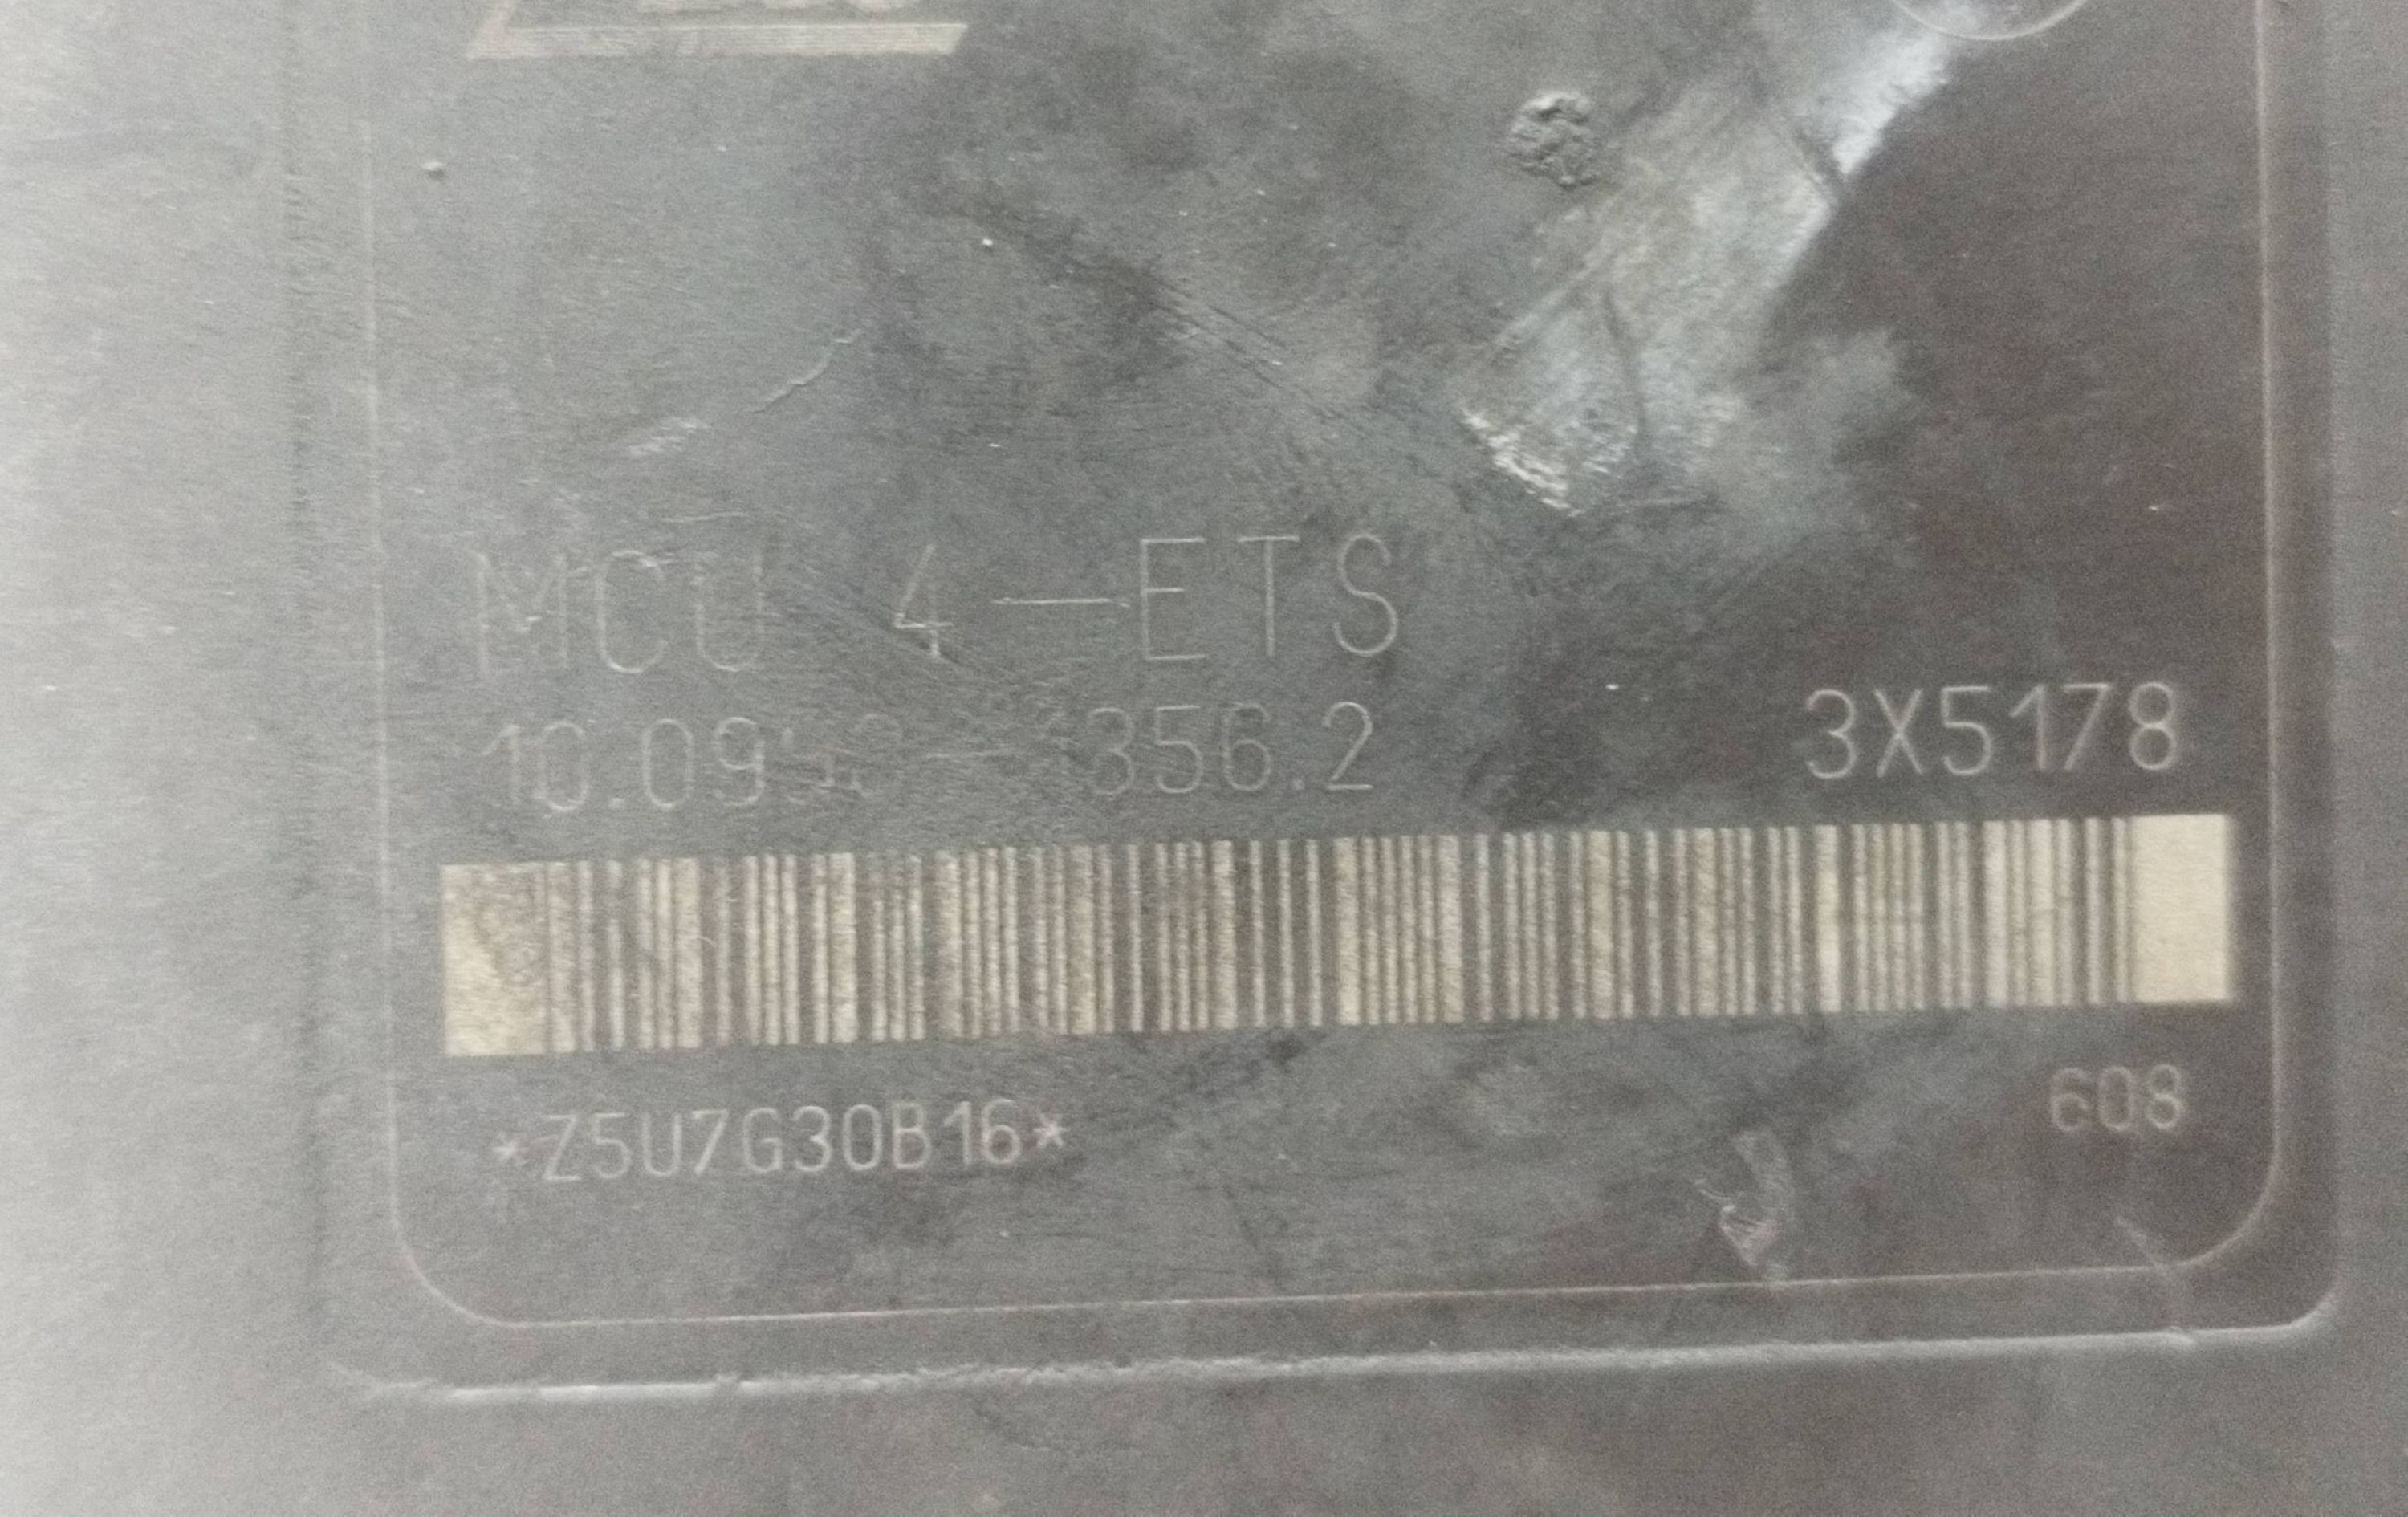 MCU 4-ETS
356.2 3X5178
*Z5U7G30B16*
608